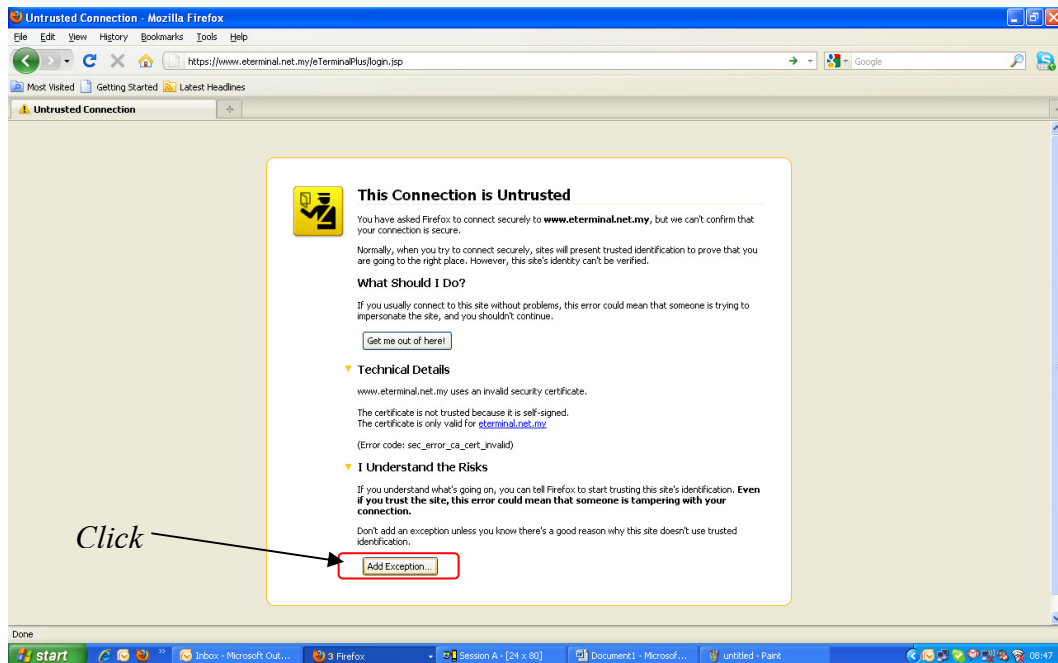 Untrusted Connection - Mozilla Firefox
File Edit View History Bookmarks Tools Help
https://www.eterminal.net.my/eTerminalPlus/login.jsp
Google
Most Visited Getting Started Latest Headlines
Untrusted Connection
This Connection is Untrusted
You have asked Firefox to connect securely to www.eterminal.net.my, but we can't confirm that
your connection is secure.
Normally, when you try to connect securely, sites will present trusted identification to prove that you
are going to the right place. However, this site's identity can't be verified.
What Should I Do?
If you usually connect to this site without problems, this error could mean that someone is trying to
impersonate the site, and you shouldn't continue.
Get me out of here!
Technical Details
www.eterminal.net.my uses an invalid security certificate.
The certificate is not trusted because it is self-signed.
The certificate is only valid for eterminal.net.my
(Error code: sec_error_ca_cert_invalid)
I Understand the Risks
If you understand what's going on, you can tell Firefox to start trusting this site's identification. Even
if you trust the site, this error could mean that someone is tampering with your
connection.
Don't add an exception unless you know there's a good reason why this site doesn't use trusted
identification.
Click
Add Exception...
Done
start Inbox - Microsoft Out... 3 Firefox Session A - [24 x 80] Document1 - Microsof... untitled - Paint 08:47